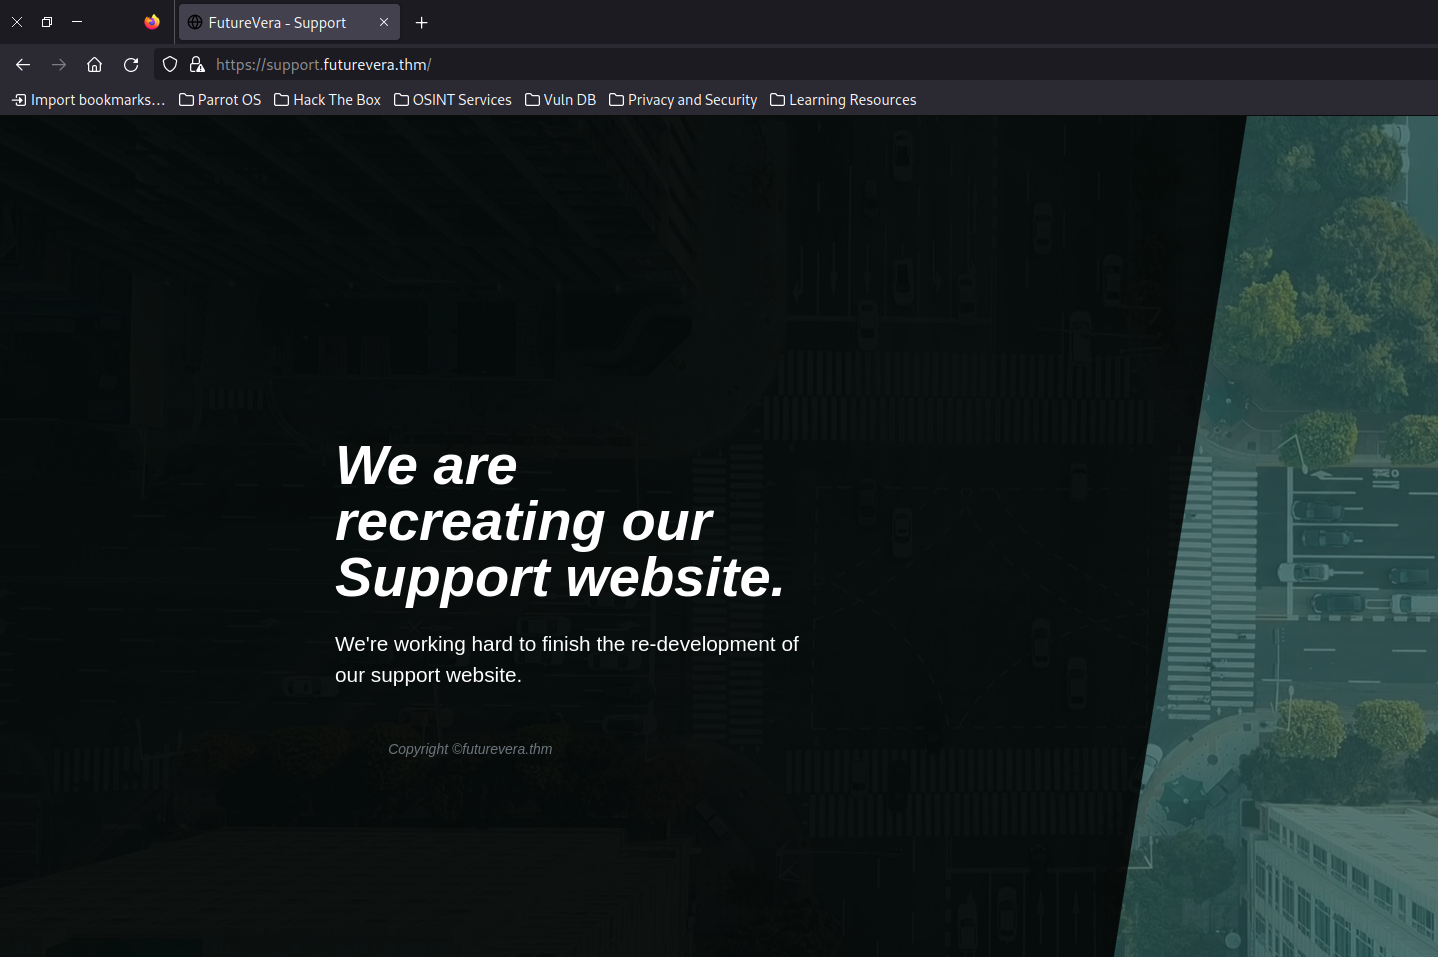 FutureVera - Support
https://support.futurevera.thm/
Import bookmarks… Parrot OS Hack The Box OSINT Services Vuln DB Privacy and Security Learning Resources
We are
recreating our
Support website.
We're working hard to finish the re-development of
our support website.
Copyright ©futurevera.thm